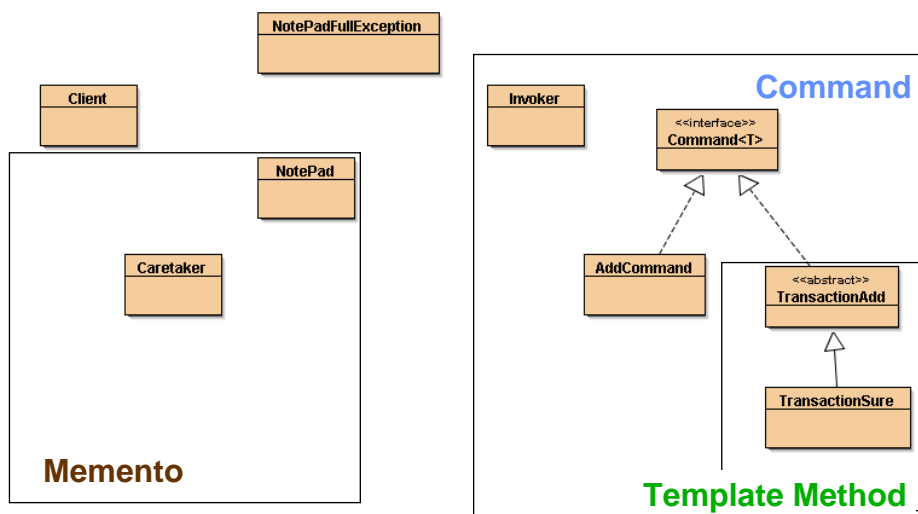 NotePadFullException
Client
Invoker
Command
<<interface>>
Command<T>
NotePad
Caretaker
AddCommand
<<abstract>>
TransactionAdd
TransactionSure
Memento
Template Method